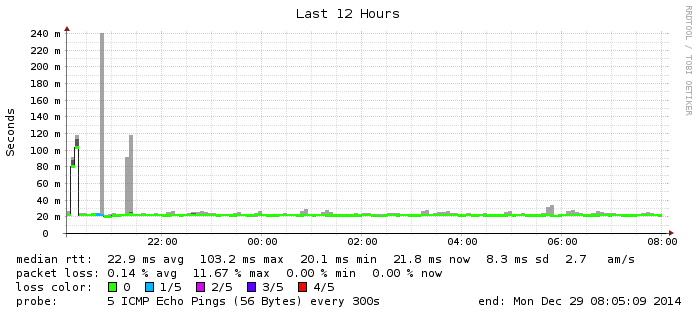 Last 12 Hours
RRDTOOL / TOBI OETIKER
Seconds
240 m
220 m
200 m
180 m
160 m
140 m
120 m
100 m
80 m
60 m
40 m
20 m
0
22:00 00:00 02:00 04:00 06:00 08:00
median rtt: 22.9 ms avg 103.2 ms max 20.1 ms min 21.8 ms now 8.3 ms sd 2.7 am/s
packet loss: 0.14 % avg 11.67 % max 0.00 % min 0.00 % now
loss color: 0 1/5 2/5 3/5 4/5
probe: 5 ICMP Echo Pings (56 Bytes) every 300s end: Mon Dec 29 08:05:09 2014